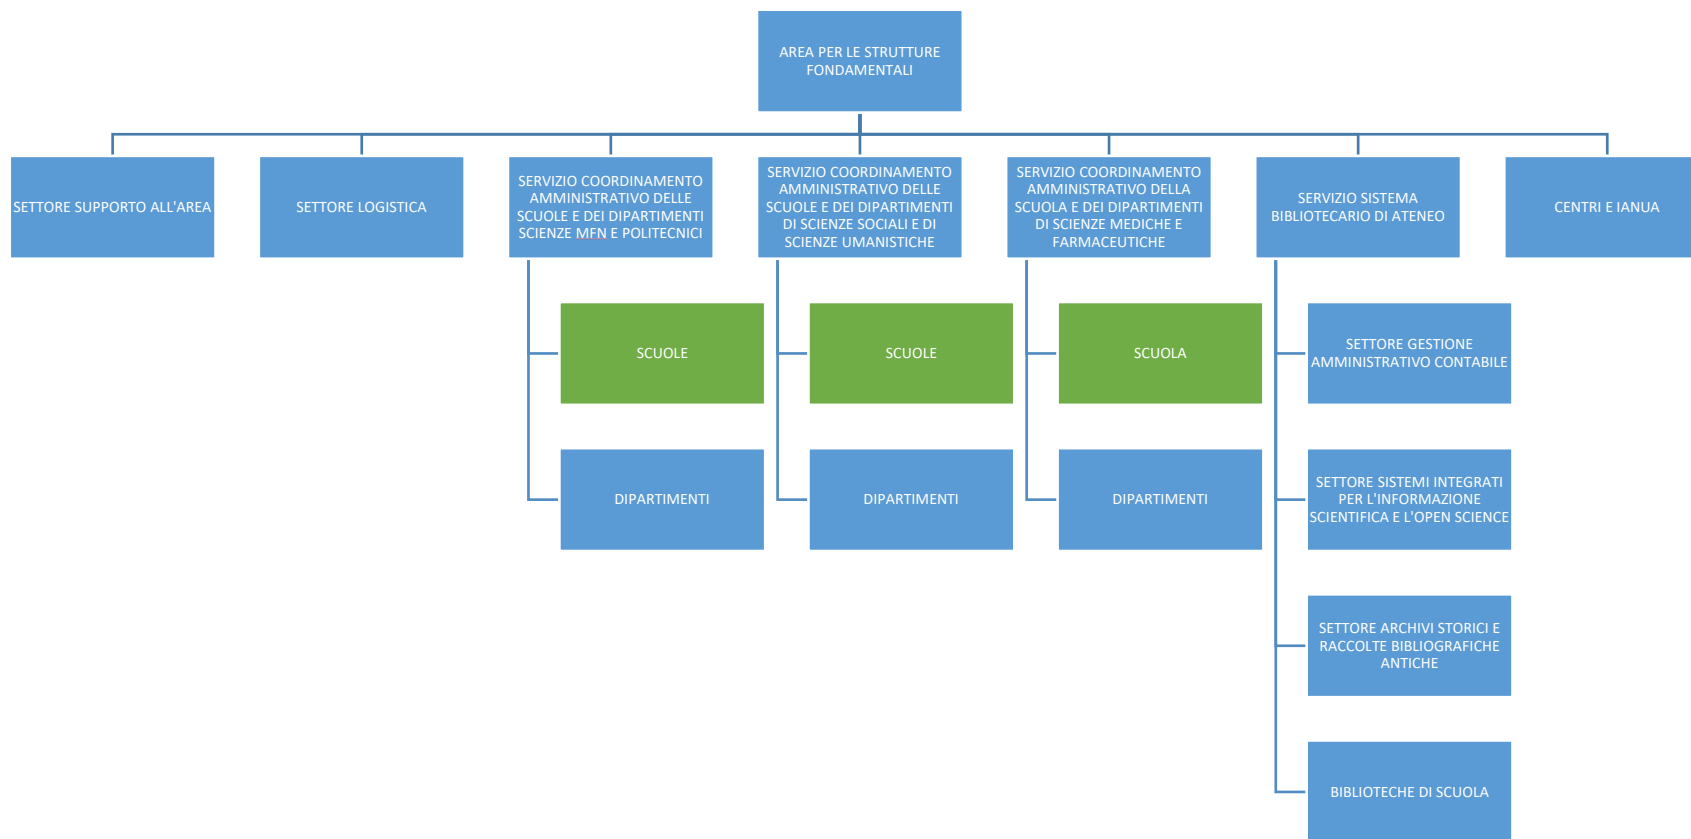 AREA PER LE STRUTTURE
FONDAMENTALI
SETTORE SUPPORTO ALL'AREA
SETTORE LOGISTICA
SERVIZIO COORDINAMENTO
AMMINISTRATIVO DELLE
SCUOLE E DEI DIPARTIMENTI
SCIENZE MFN E POLITECNICI
SERVIZIO COORDINAMENTO
AMMINISTRATIVO DELLE
SCUOLE E DEI DIPARTIMENTI
DI SCIENZE SOCIALI E DI
SCIENZE UMANISTICHE
SERVIZIO COORDINAMENTO
AMMINISTRATIVO DELLA
SCUOLA E DEI DIPARTIMENTI
DI SCIENZE MEDICHE E
FARMACEUTICHE
SERVIZIO SISTEMA
BIBLIOTECARIO DI ATENEO
CENTRI E IANUA
SCUOLE
SCUOLE
SCUOLA
SETTORE GESTIONE
AMMINISTRATIVO CONTABILE
DIPARTIMENTI
DIPARTIMENTI
DIPARTIMENTI
SETTORE SISTEMI INTEGRATI
PER L'INFORMAZIONE
SCIENTIFICA E L'OPEN SCIENCE
SETTORE ARCHIVI STORICI E
RACCOLTE BIBLIOGRAFICHE
ANTICHE
BIBLIOTECHE DI SCUOLA